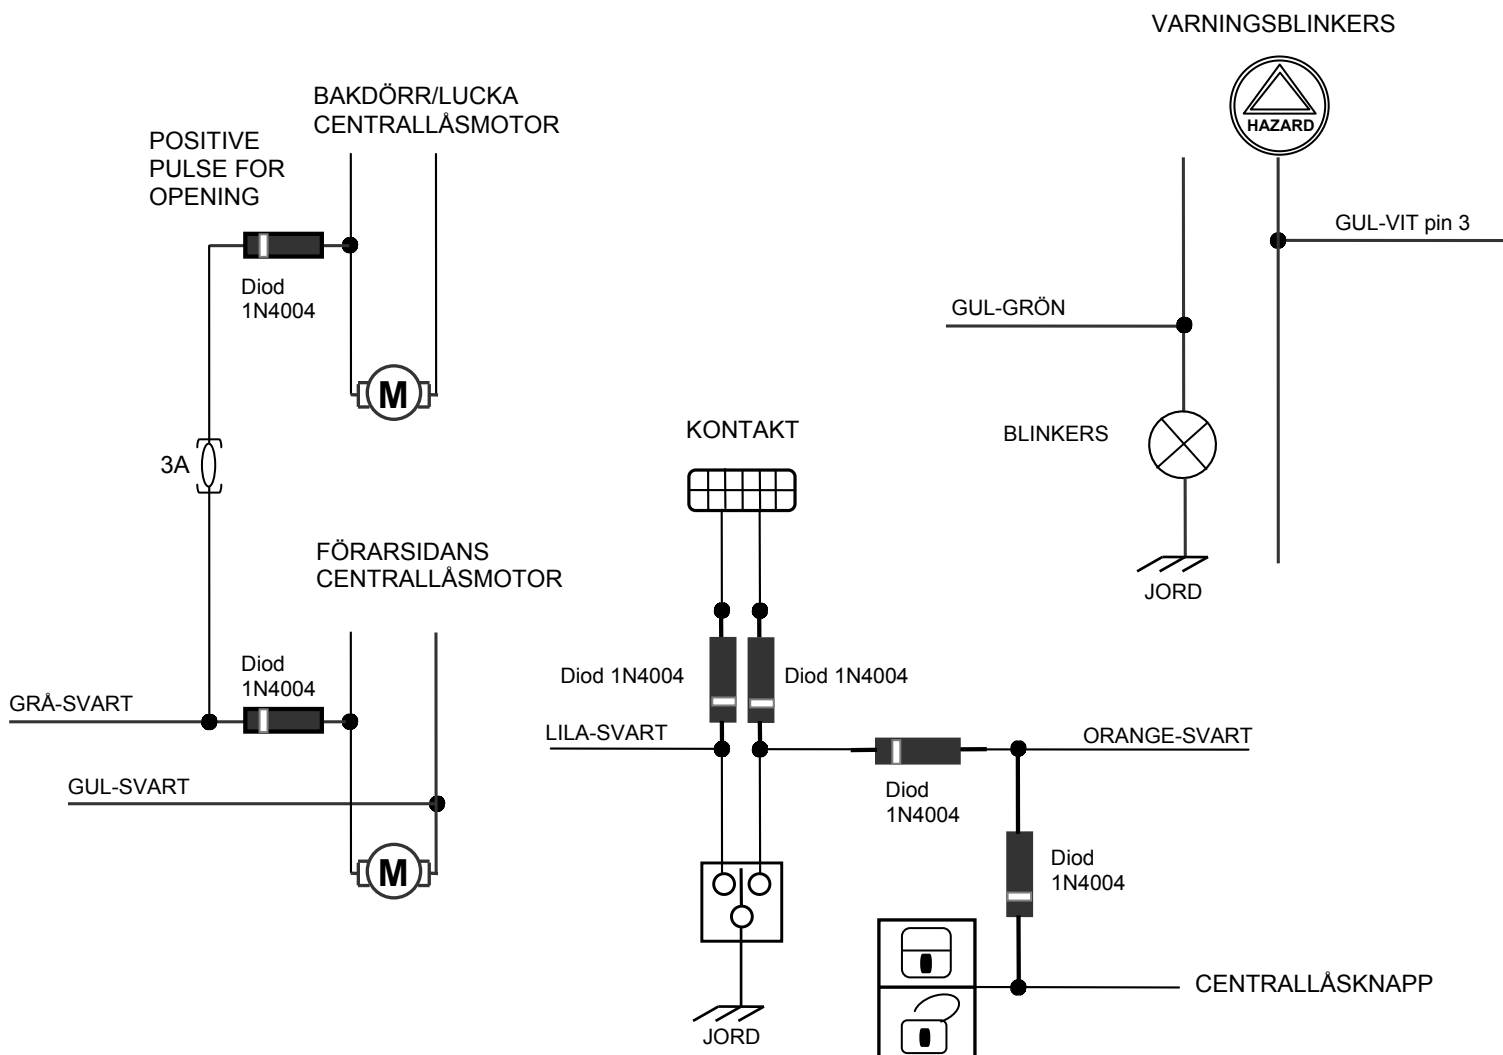 VARNINGSBLINKERS
HAZARD
BAKDÖRR/LUCKA
CENTRALLÅSMOTOR
POSITIVE
PULSE FOR
OPENING
GUL-VIT pin 3
Diod
1N4004
GUL-GRÖN
M
BLINKERS
KONTAKT
3A
FÖRARSIDANS
CENTRALLÅSMOTOR
JORD
Diod
1N4004
Diod 1N4004
Diod 1N4004
GRÅ-SVART
LILA-SVART
ORANGE-SVART
GUL-SVART
Diod
1N4004
M
Diod
1N4004
CENTRALLÅSKNAPP
JORD